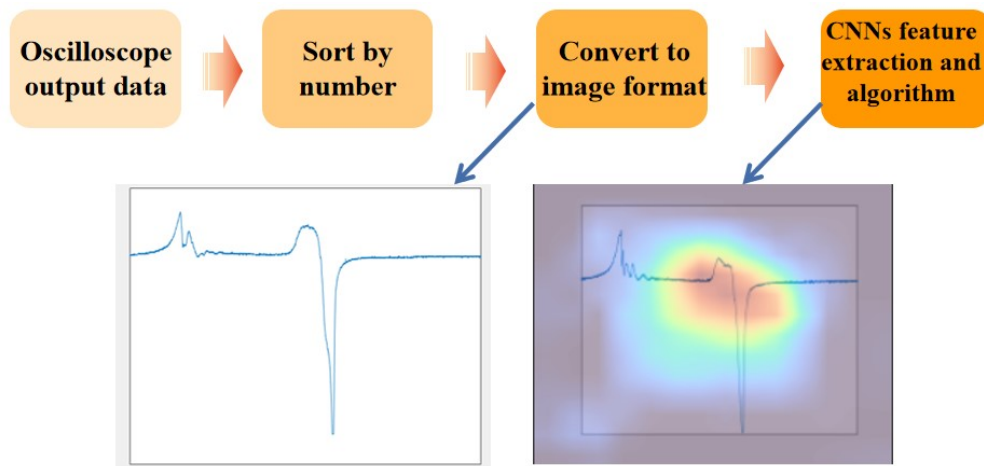 Oscilloscope
output data
Sort by
number
Convert to
image format
CNNs feature
extraction and
algorithm